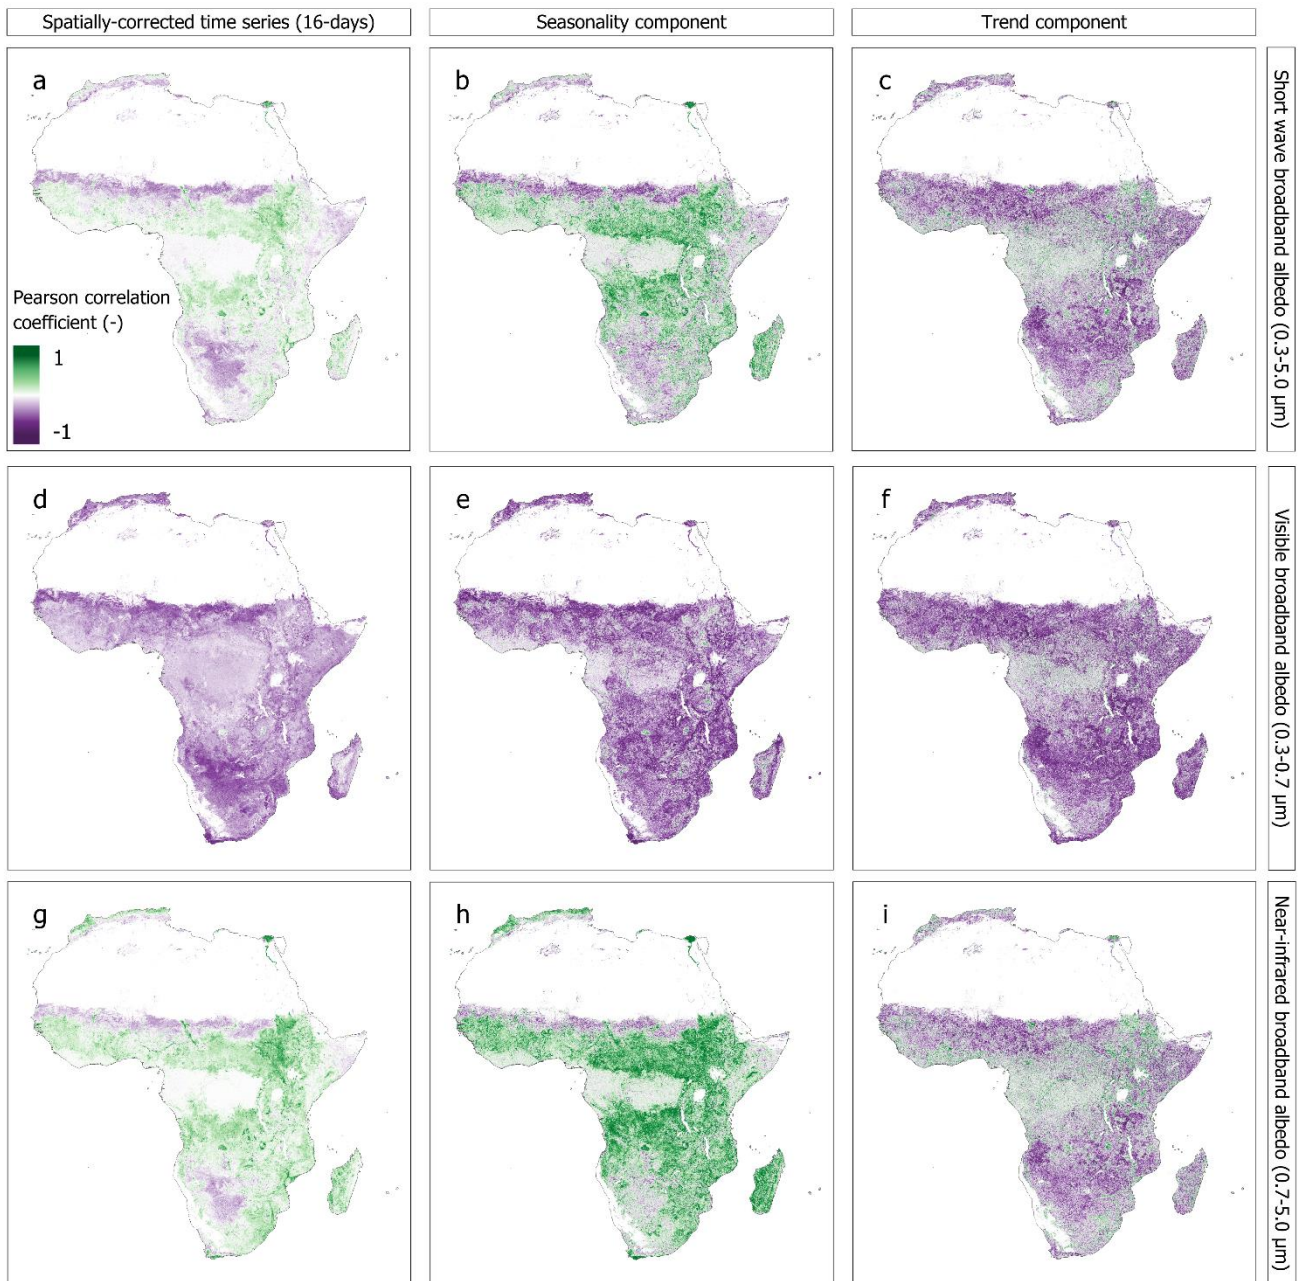 Spatially-corrected time series (16-days)
Seasonality component
Trend component
a
b
c
Pearson correlation
coefficient (-)
1
-1
Short wave broadband albedo (0.3-5.0 µm)
d
e
f
Visible broadband albedo (0.3-0.7 µm)
g
h
i
Near-infrared broadband albedo (0.7-5.0 µm)